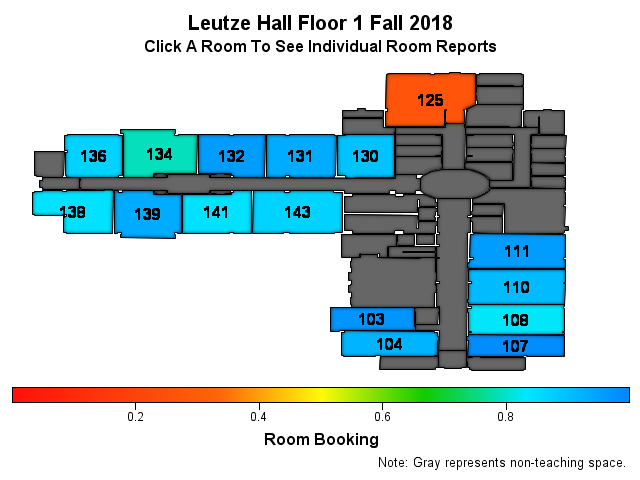 Leutze Hall Floor 1 Fall 2018
Click A Room To See Individual Room Reports
125
136 134 132 131 130
138 139 141 143
111
110
103 108
104 107
0.2 0.4 0.6 0.8
Room Booking
Note: Gray represents non-teaching space.